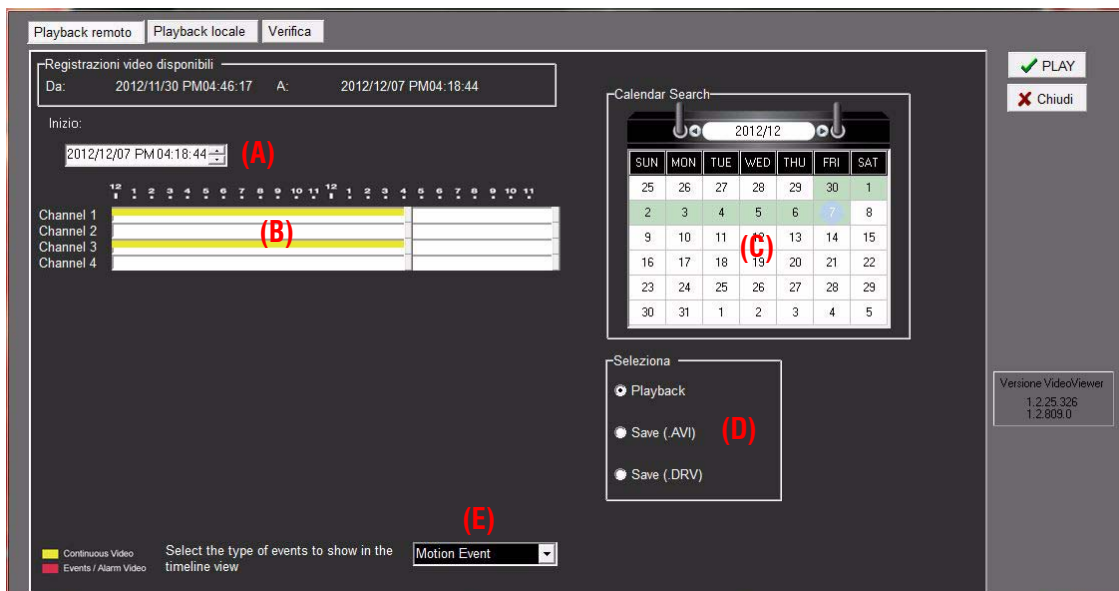 Playback remoto Playback locale Verifica
Registrazioni video disponibili
Da: 2012/11/30 PM04:46:17 A: 2012/12/07 PM04:18:44
Inizio:
2012/12/07 PM 04:18:44 (A)
12 1 2 3 4 5 6 7 8 9 10 11 12 1 2 3 4 5 6 7 8 9 10 11
Channel 1
Channel 2
Channel 3
Channel 4
(B)
Calendar Search
2012/12
SUN MON TUE WED THU FRI SAT
25 26 27 28 29 30 1
2 3 4 5 6 7 8
9 10 11 12 13 14 15
16 17 18 19 20 21 22
23 24 25 26 27 28 29
30 31 1 2 3 4 5
(C)
Seleziona
Playback
Save (.AVI)
Save (.DRV)
(D)
(E)
Continuous Video
Events / Alarm Video
Select the type of events to show in the
timeline view
Motion Event
PLAY
Chiudi
Versione VideoViewer
1.2.25.326
1.2.809.0